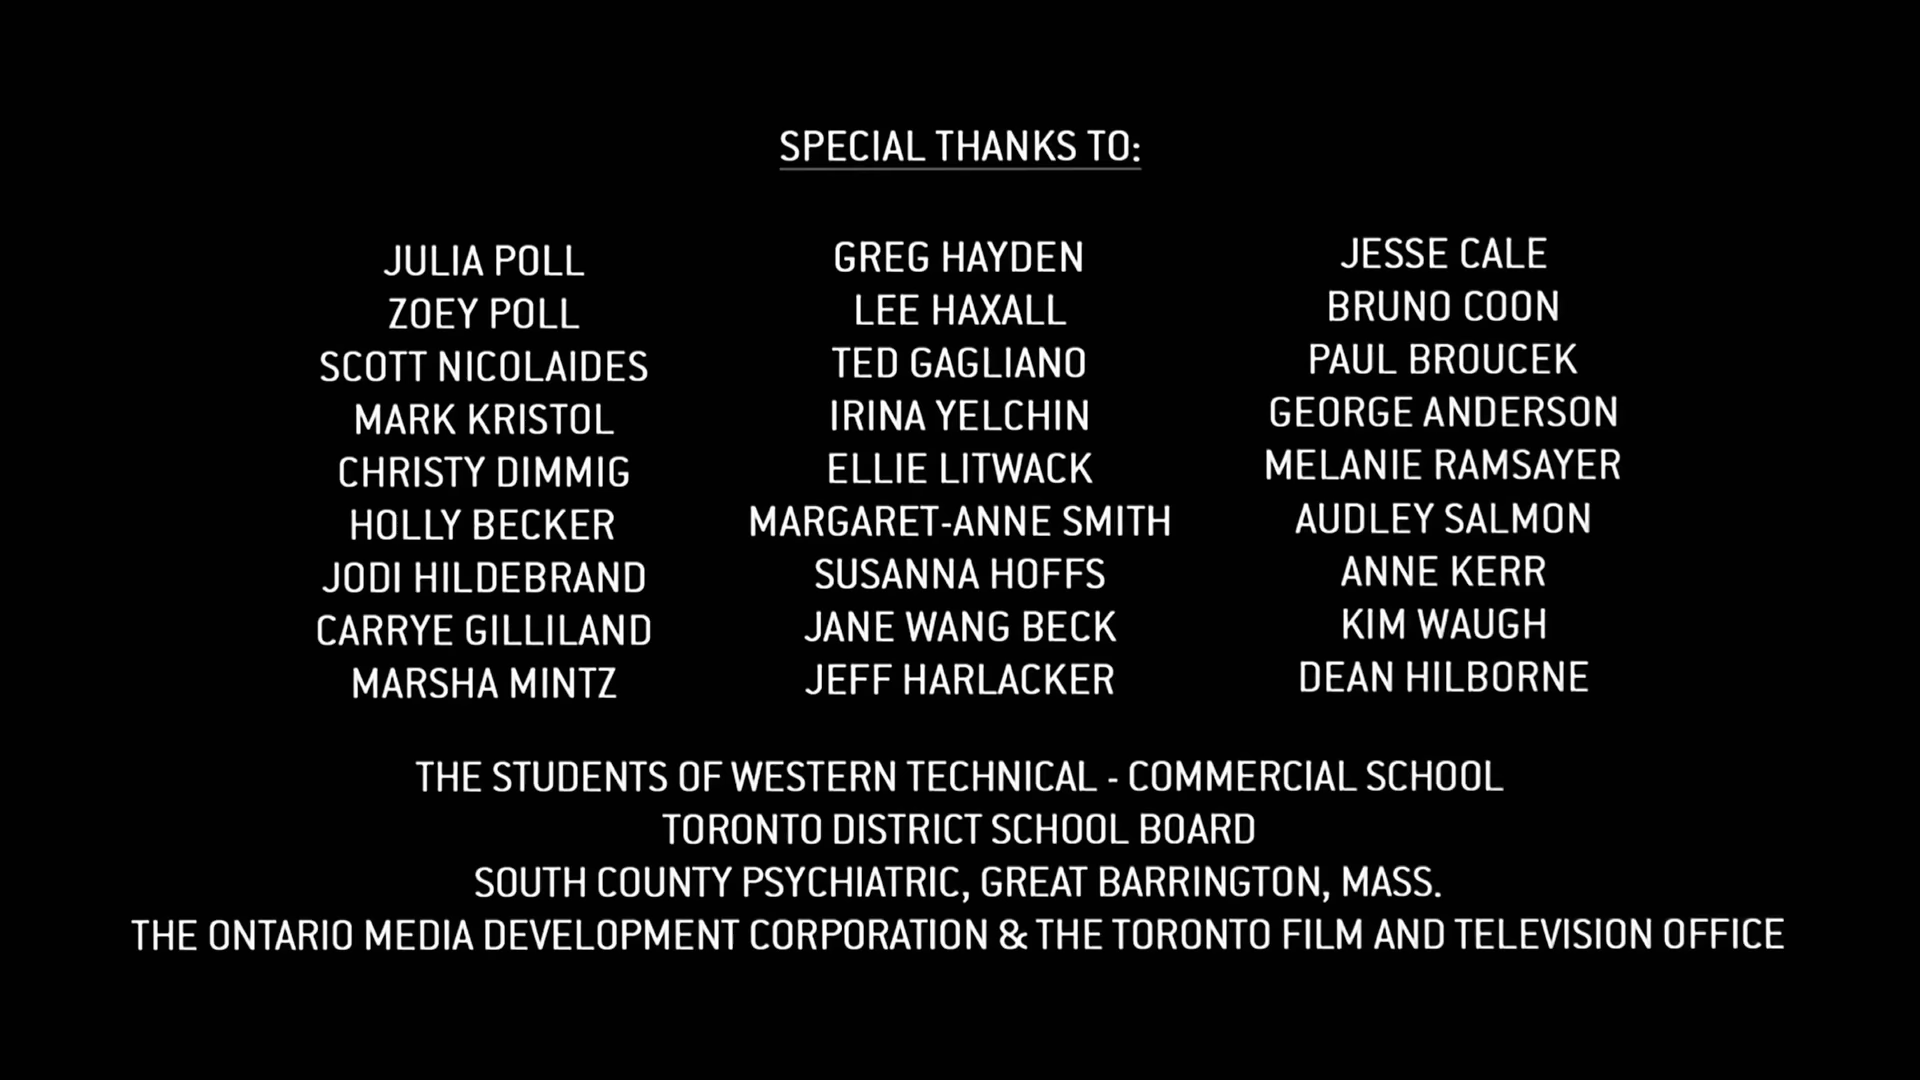 SPECIAL THANKS TO:
JULIA POLL
ZOEY POLL
SCOTT NICOLAIDES
MARK KRISTOL
CHRISTY DIMMIG
HOLLY BECKER
JODI HILDEBRAND
CARRYE GILLILAND
MARSHA MINTZ
GREG HAYDEN
LEE HAXALL
TED GAGLIANO
IRINA YELCHIN
ELLIE LITWACK
MARGARET-ANNE SMITH
SUSANNA HOFFS
JANE WANG BECK
JEFF HARLACKER
JESSE CALE
BRUNO COON
PAUL BROUCEK
GEORGE ANDERSON
MELANIE RAMSAYER
AUDLEY SALMON
ANNE KERR
KIM WAUGH
DEAN HILBORNE
THE STUDENTS OF WESTERN TECHNICAL - COMMERCIAL SCHOOL
TORONTO DISTRICT SCHOOL BOARD
SOUTH COUNTY PSYCHIATRIC, GREAT BARRINGTON, MASS.
THE ONTARIO MEDIA DEVELOPMENT CORPORATION & THE TORONTO FILM AND TELEVISION OFFICE